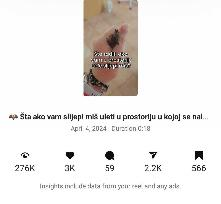 Šta ako vam slijepi miš uleti u prostoriju u kojoj se nal...
April 4, 2024 · Duration 0:18
276K 3K 59 2.2K 566
Insights include data from your reel and any ads.